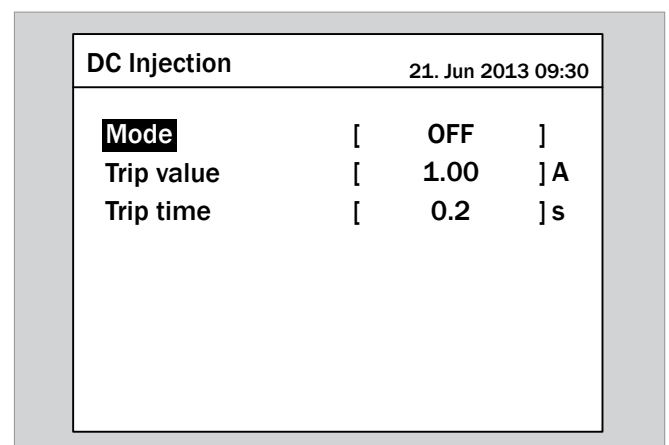 DC Injection 21. Jun 2013 09:30
Mode [ OFF ]
Trip value [ 1.00 ] A
Trip time [ 0.2 ] s